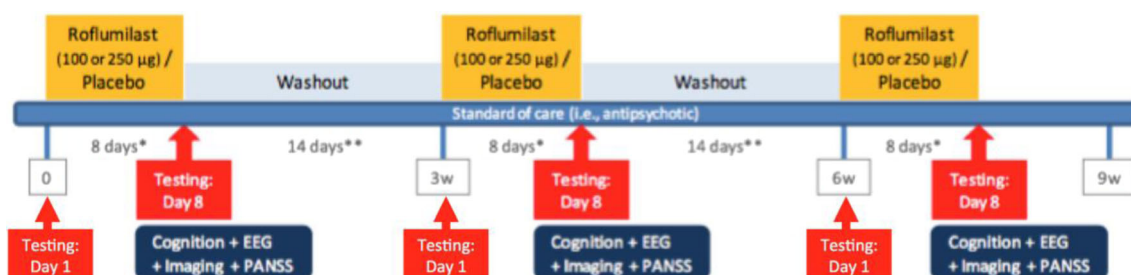 Roflumilast
(100 or 250 µg) /
Placebo
Washout
Roflumilast
(100 or 250 µg) /
Placebo
Washout
Roflumilast
(100 or 250 µg) /
Placebo
Standard of care (i.e., antipsychotic)
8 days*
14 days**
8 days*
14 days**
8 days*
0
3w
6w
9w
Testing:
Day 8
Testing:
Day 8
Testing:
Day 8
Testing:
Day 1
Cognition + EEG
+ Imaging + PANSS
Testing:
Day 1
Cognition + EEG
+ Imaging + PANSS
Testing:
Day 1
Cognition + EEG
+ Imaging + PANSS